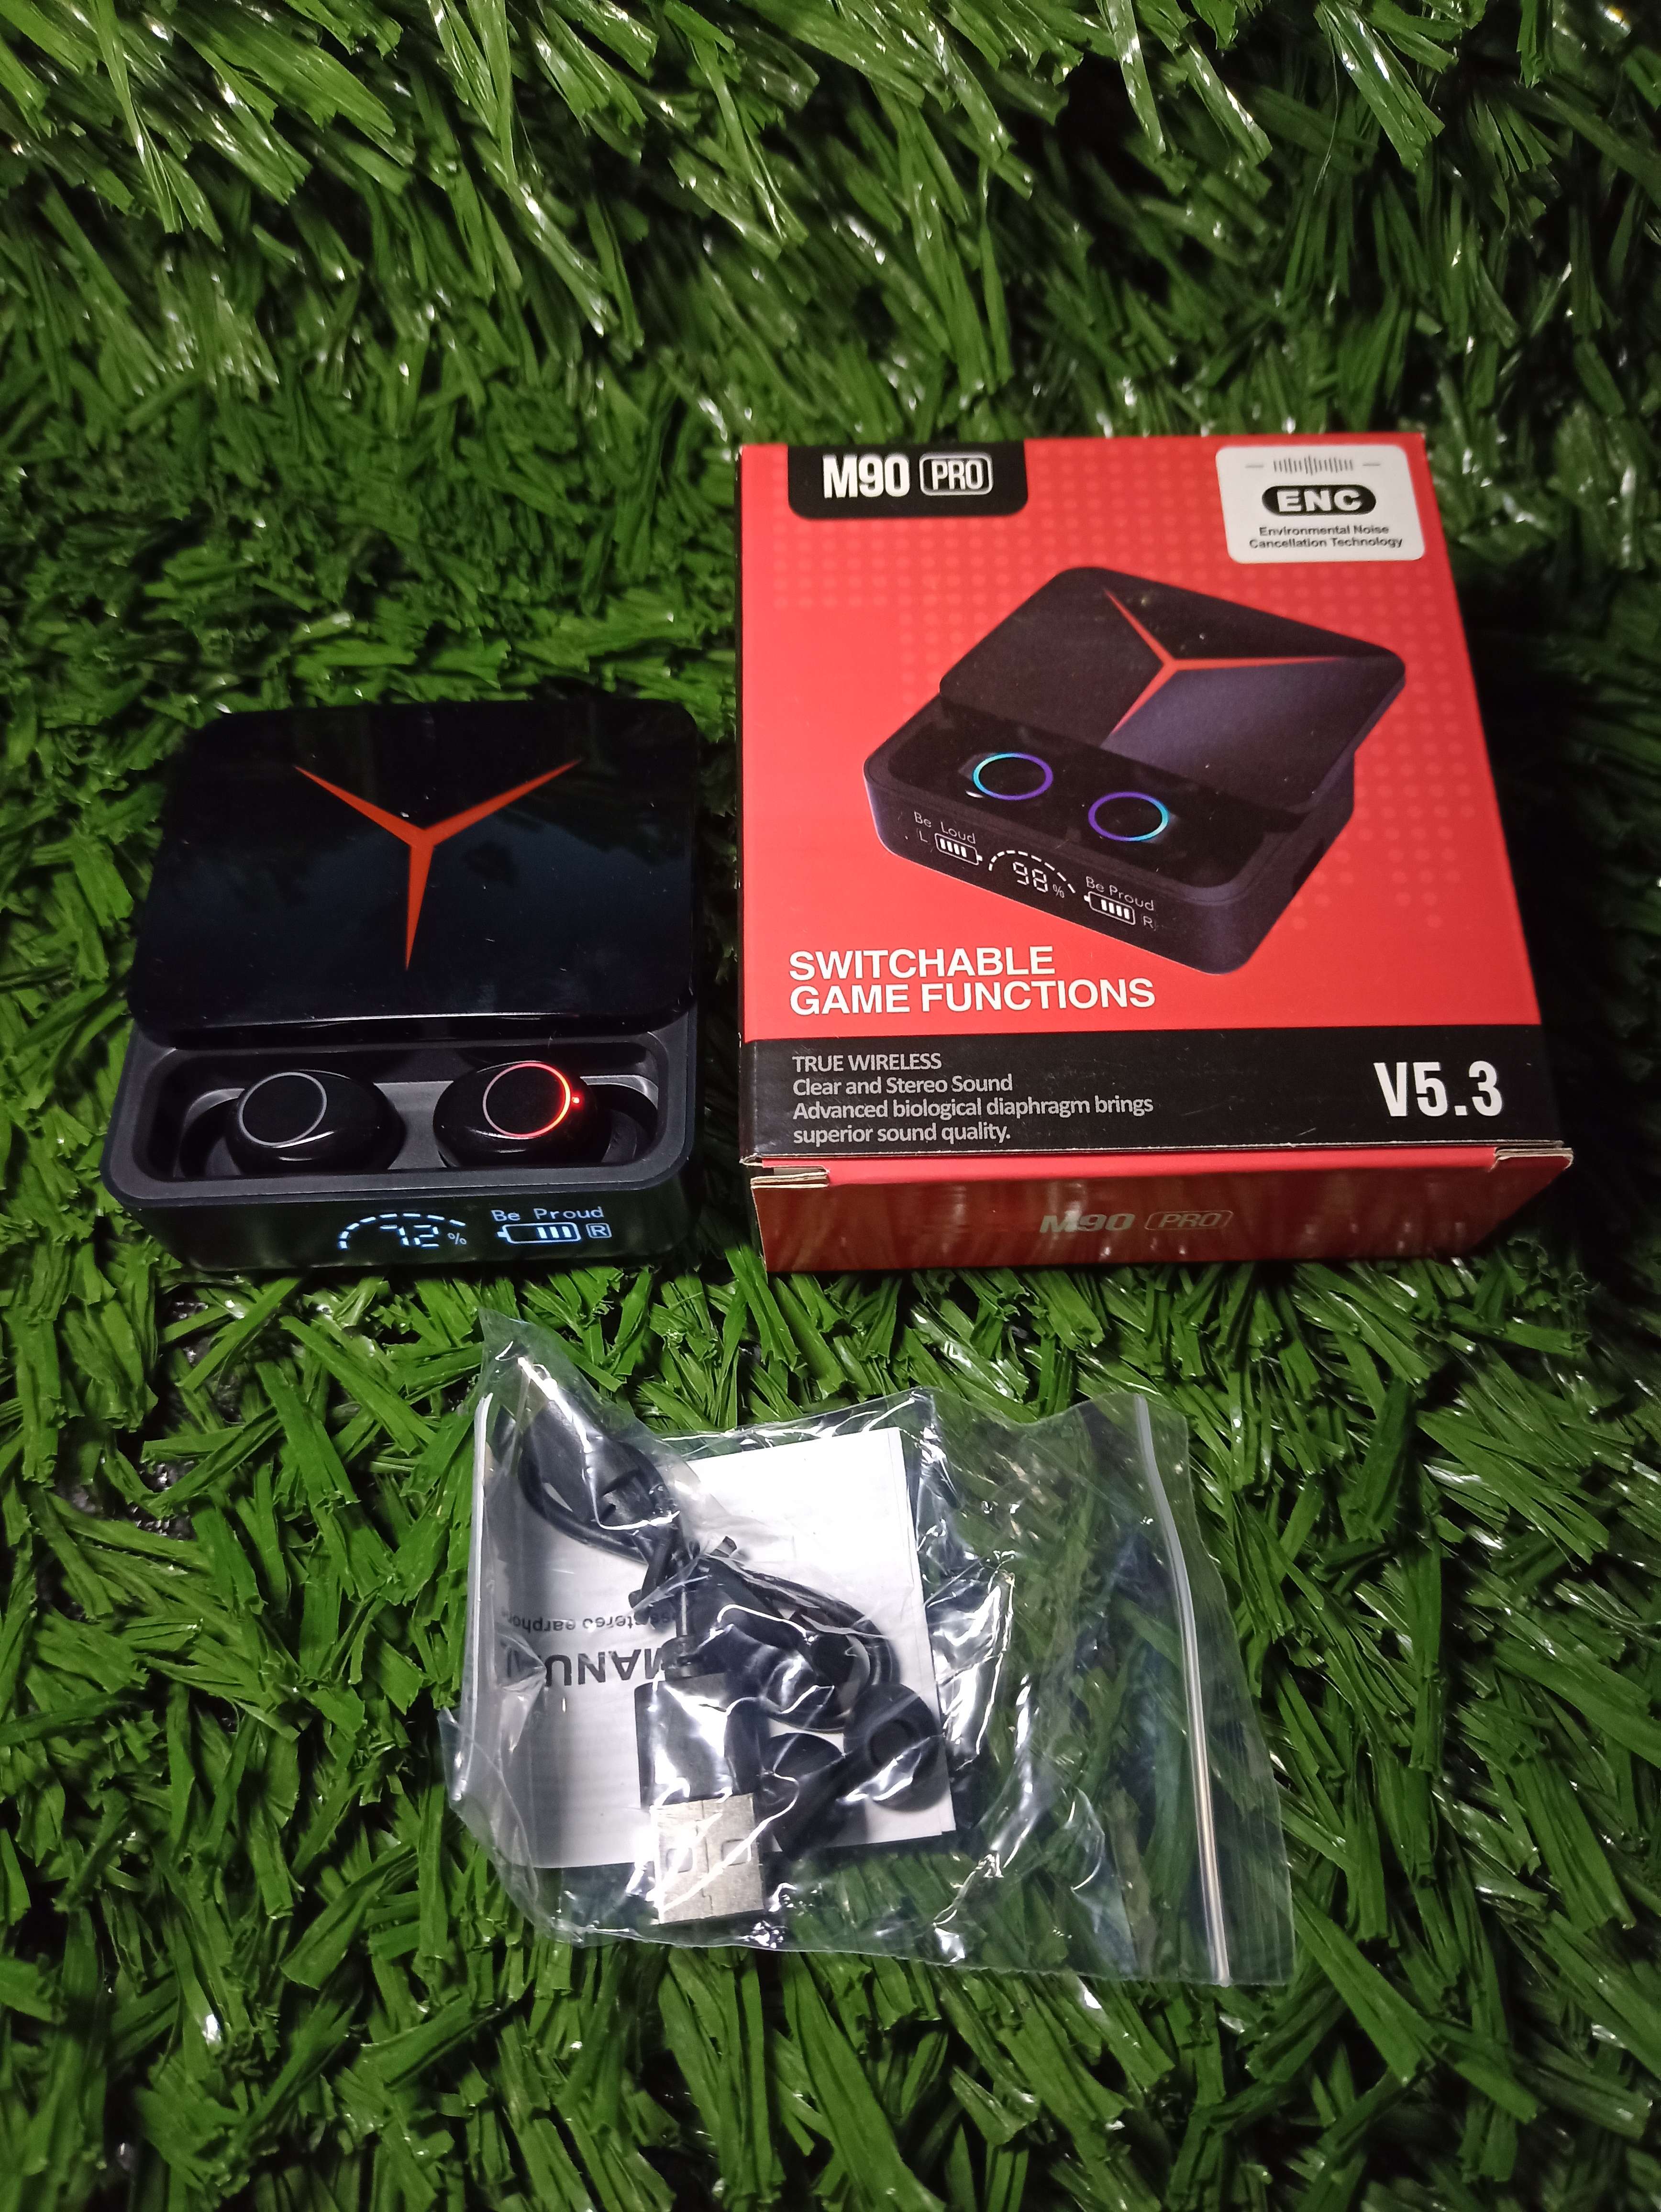 M90 PRO
ENC
Environmental Noise
Cancellation Technology
Be Loud
L
98 %
Be Proud
R
SWITCHABLE
GAME FUNCTIONS
TRUE WIRELESS
Clear and Stereo Sound
Advanced biological diaphragm brings
superior sound quality.
V5.3
M90 PRO
Be Proud
72 % R